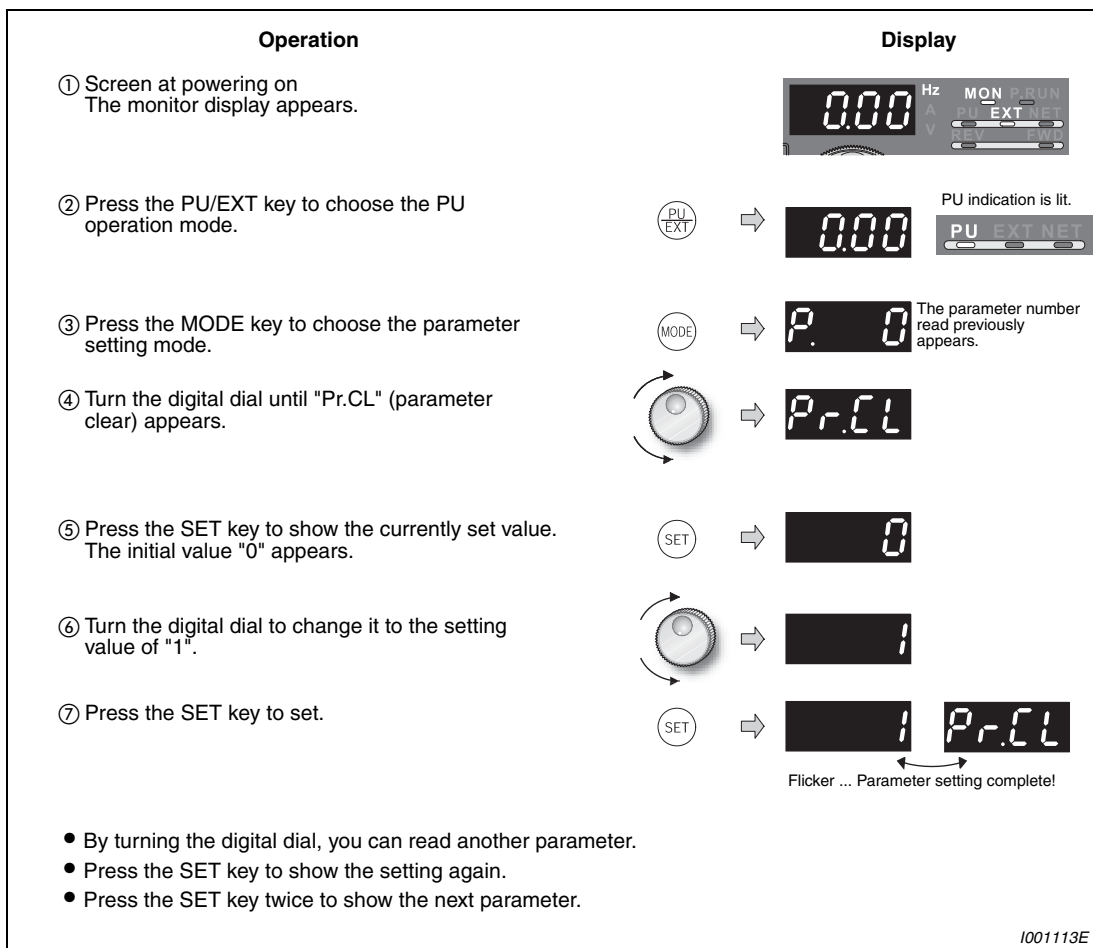 Operation
Display
① Screen at powering on
The monitor display appears.
0.00
Hz
A
V
MON P.RUN
PU EXT NET
REV FWD
② Press the PU/EXT key to choose the PU
operation mode.
PU
EXT
0.00
PU indication is lit.
PU EXT NET
③ Press the MODE key to choose the parameter
setting mode.
MODE
P. 0
The parameter number
read previously
appears.
④ Turn the digital dial until "Pr.CL" (parameter
clear) appears.
Pr.CL
⑤ Press the SET key to show the currently set value.
The initial value "0" appears.
SET
0
⑥ Turn the digital dial to change it to the setting
value of "1".
1
⑦ Press the SET key to set.
SET
1
Pr.CL
Flicker ... Parameter setting complete!
● By turning the digital dial, you can read another parameter.
● Press the SET key to show the setting again.
● Press the SET key twice to show the next parameter.
I001113E